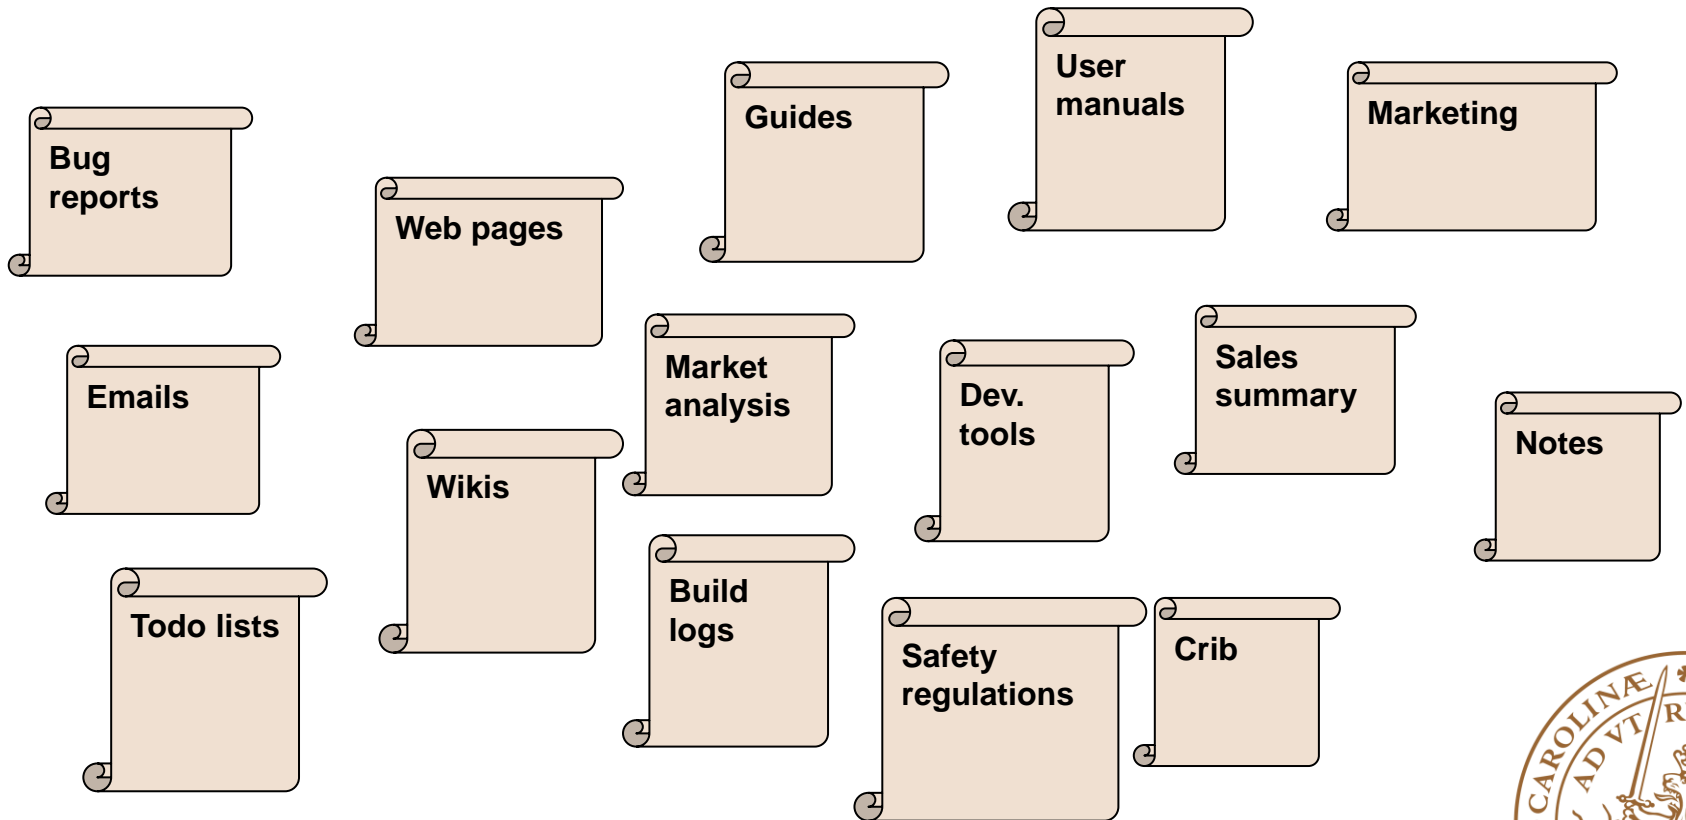 User
manuals
Guides
Marketing
Bug
reports
Web pages
Market
analysis
Sales
summary
Emails
Dev.
tools
Notes
Wikis
Build
logs
Todo lists
Safety
regulations
Crib
CAROLINÆ
AD VT